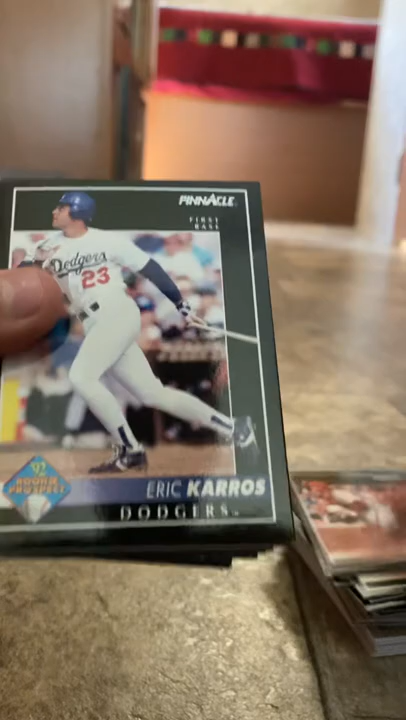 PINNACLE
FIRST
BASE
Dodgers
23
92
ROOKIE
PROSPECT
ERIC KARROS
DODGERS